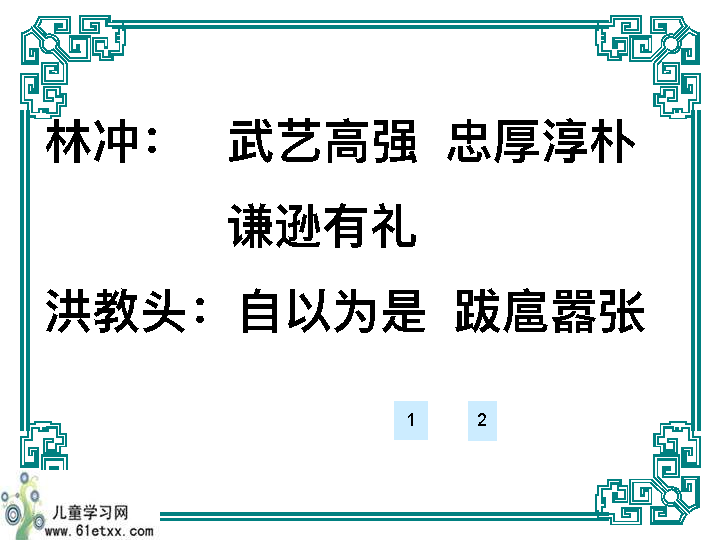 林冲： 武艺高强 忠厚淳朴
谦逊有礼
洪教头：自以为是 跋扈嚣张
1 2
儿童学习网
www.61etxx.com